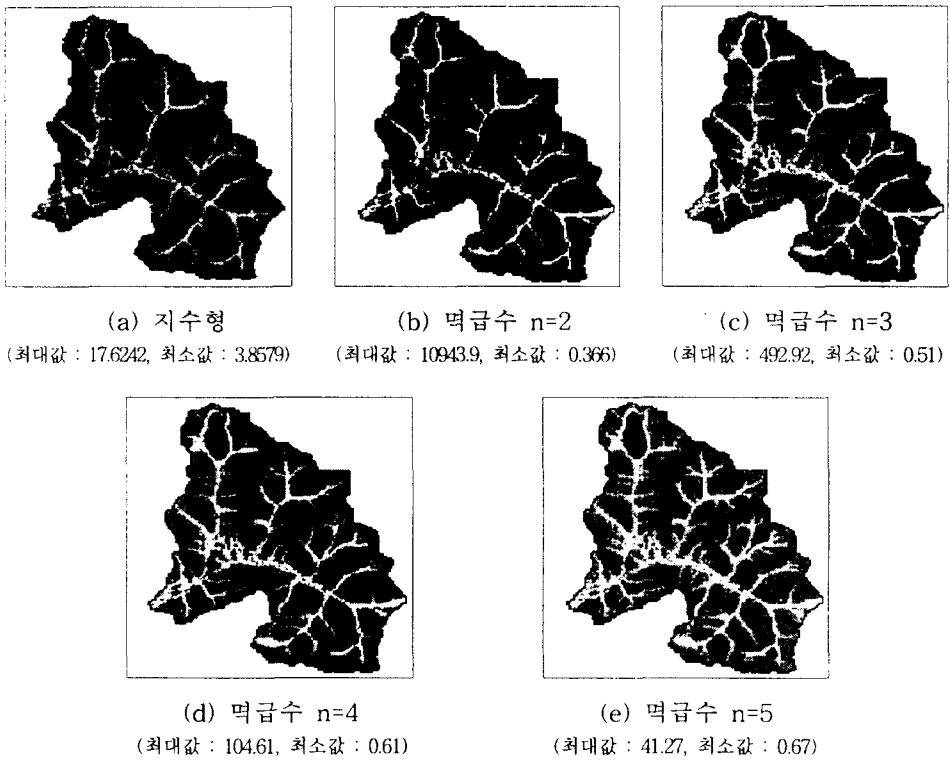 (a) 지수형
(최대값 : 17.6242, 최소값 : 3.8579)
(b) 멱급수 n=2
(최대값 : 10943.9, 최소값 : 0.366)
(c) 멱급수 n=3
(최대값 : 492.92, 최소값 : 0.51)
(d) 멱급수 n=4
(최대값 : 104.61, 최소값 : 0.61)
(e) 멱급수 n=5
(최대값 : 41.27, 최소값 : 0.67)